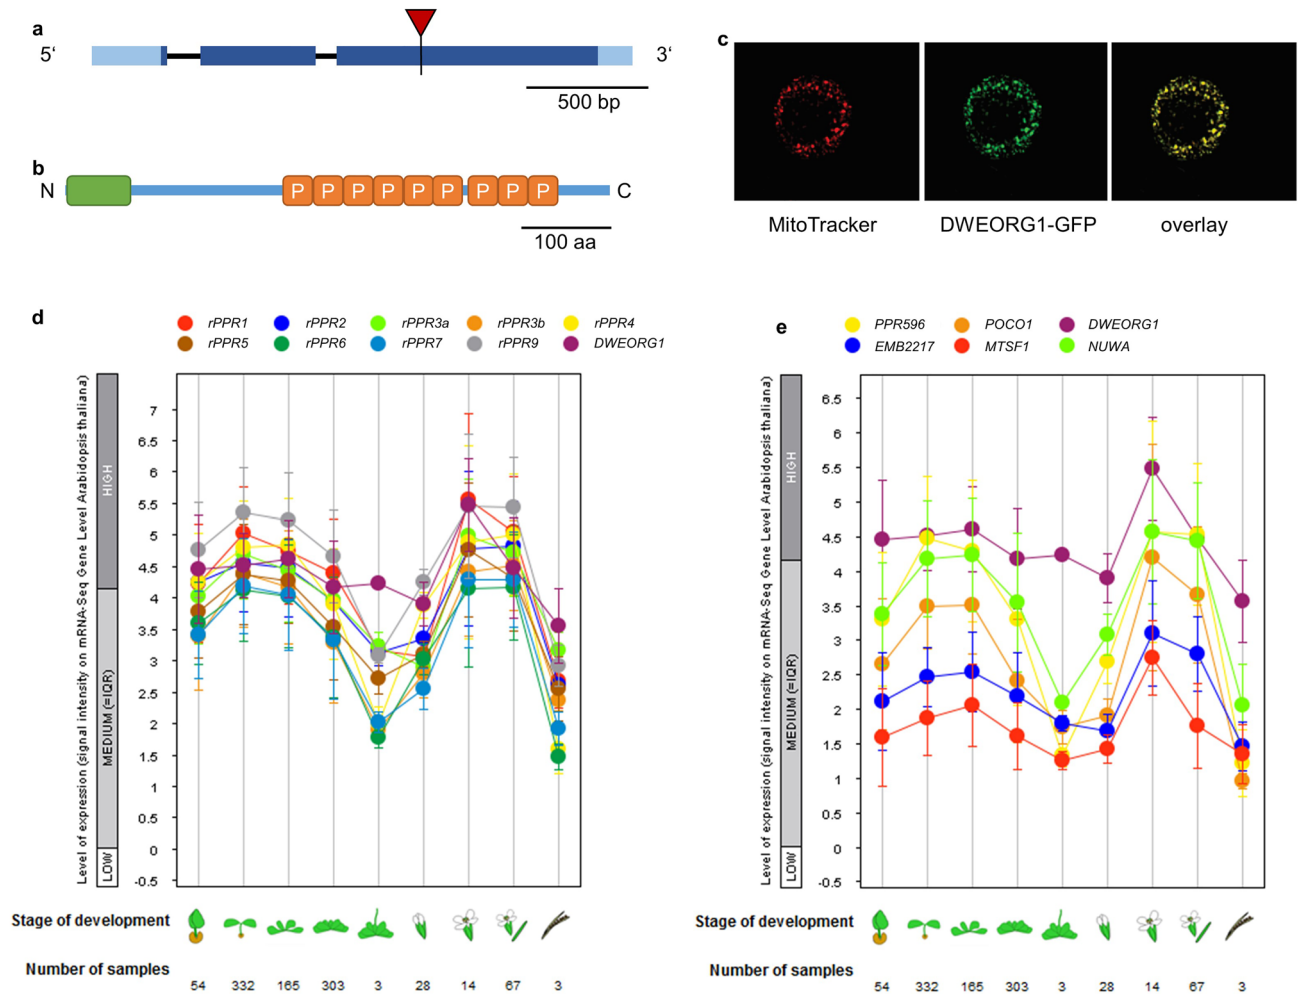 a
5‘
3‘
500 bp
b
N
P P P P P P P P P
C
100 aa
c
MitoTracker
DWEORG1-GFP
overlay
d
rPPR1 rPPR2 rPPR3a rPPR3b rPPR4
rPPR5 rPPR6 rPPR7 rPPR9 DWEORG1
Level of expression (signal intensity on mRNA-Seq Gene Level Arabidopsis thaliana)
HIGH
MEDIUM (=IQR)
LOW
7
6.5
6
5.5
5
4.5
4
3.5
3
2.5
2
1.5
1
0.5
0
-0.5
Stage of development
Number of samples
54 332 165 303 3 28 14 67 3
e
PPR596 POCO1 DWEORG1
EMB2217 MTSF1 NUWA
Level of expression (signal intensity on mRNA-Seq Gene Level Arabidopsis thaliana)
HIGH
MEDIUM (=IQR)
LOW
6.5
6
5.5
5
4.5
4
3.5
3
2.5
2
1.5
1
0.5
0
-0.5
Stage of development
Number of samples
54 332 165 303 3 28 14 67 3